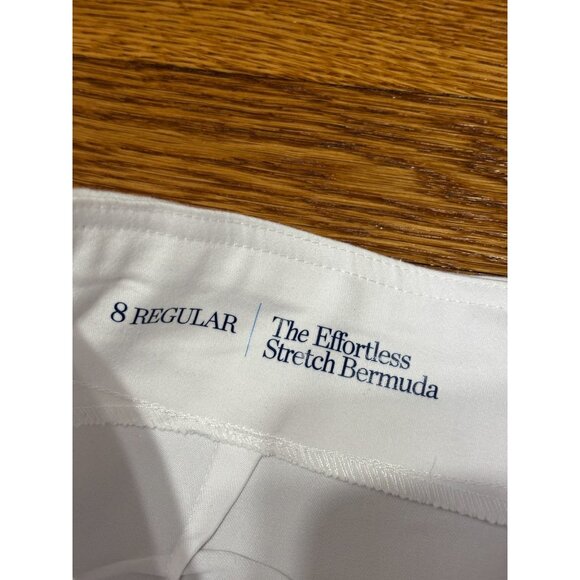 8 REGULAR
The Effortless
Stretch Bermuda